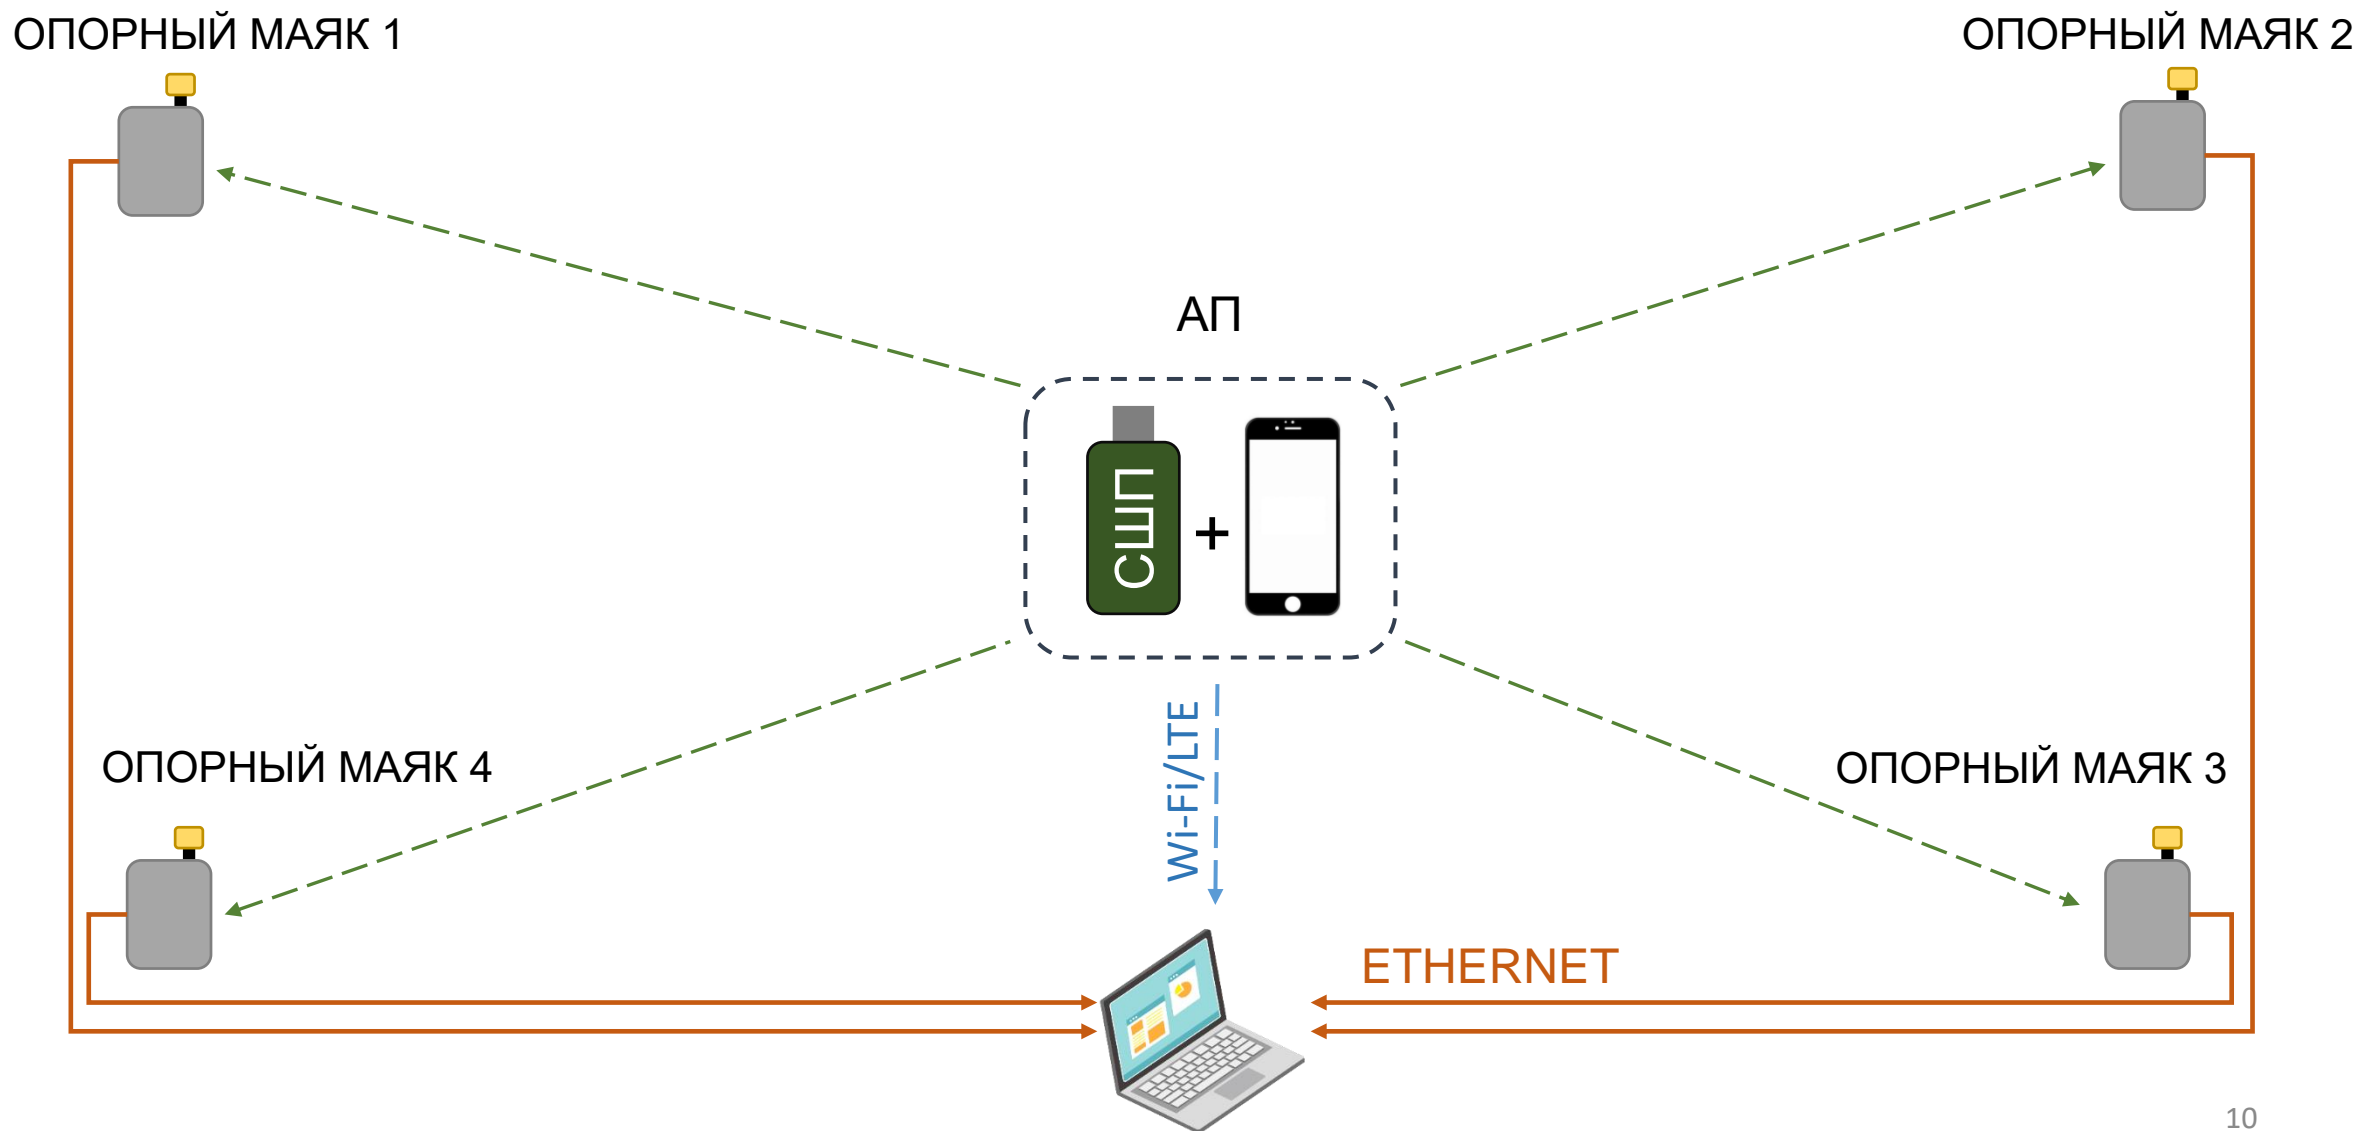 ОПОРНЫЙ МАЯК 1
ОПОРНЫЙ МАЯК 2
АП
СШП
+
Wi-Fi/LTE
ОПОРНЫЙ МАЯК 4
ОПОРНЫЙ МАЯК 3
ETHERNET
10